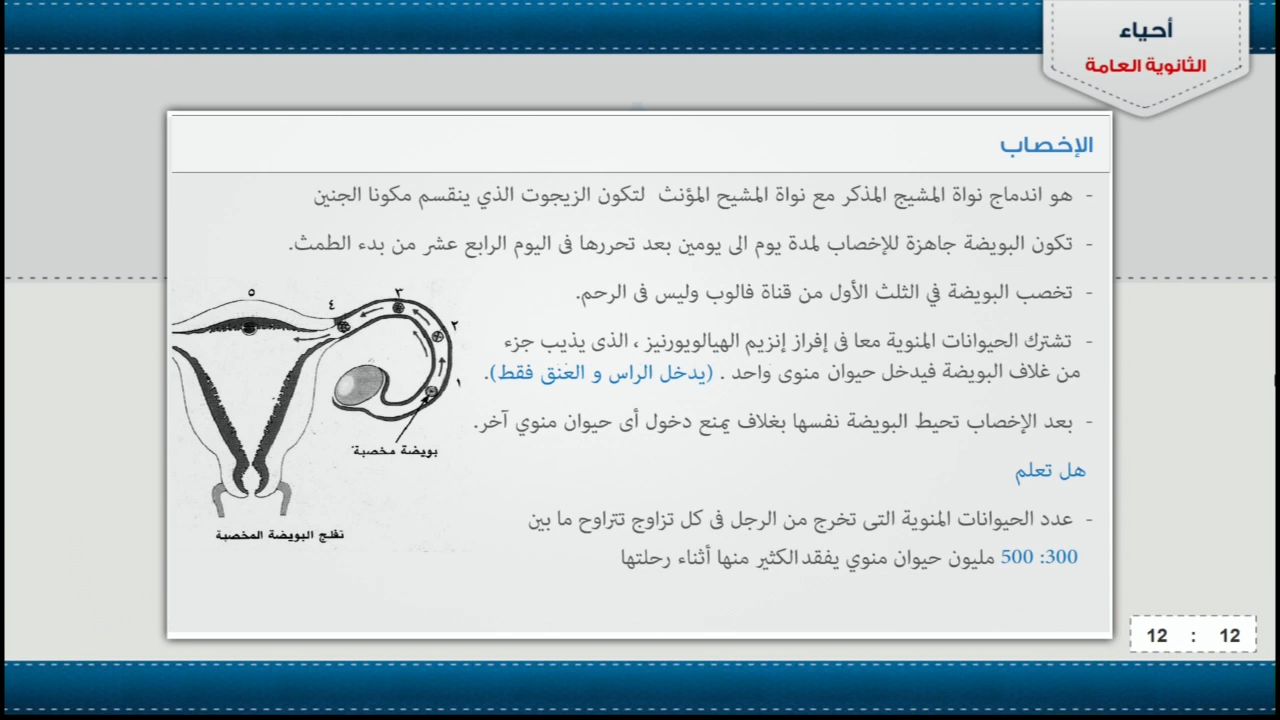 أحياء
الثانوية العامة
الإخصاب
- هو اندماج نواة المشيج المذكر مع نواة المشيح المؤنث لتكون الزيجوت الذي ينقسم مكونا الجنين
- تكون البويضة جاهزة للإخصاب لمدة يوم الى يومين بعد تحررها فى اليوم الرابع عشر من بدء الطمث.
- تخصب البويضة في الثلث الأول من قناة فالوب وليس فى الرحم.
- تشترك الحيوانات المنوية معا فى إفراز إنزيم الهيالويورنيز ، الذى يذيب جزء
من غلاف البويضة فيدخل حيوان منوى واحد . (يدخل الراس و العنق فقط).
- بعد الإخصاب تحيط البويضة نفسها بغلاف يمنع دخول أى حيوان منوي آخر.
هل تعلم
- عدد الحيوانات المنوية التى تخرج من الرجل فى كل تزاوج تتراوح ما بين
300: 500 مليون حيوان منوي يفقد الكثير منها أثناء رحلتها
٥
٤
٣
٢
١
بويضة مخصبة
تفلج البويضة المخصبة
12 : 12